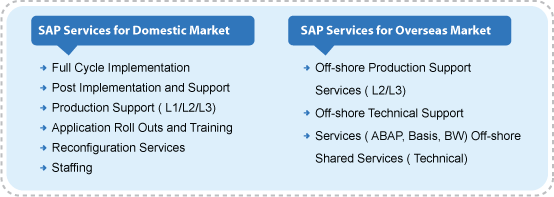 SAP Services for Domestic Market
Full Cycle Implementation
Post Implementation and Support
Production Support ( L1/L2/L3)
Application Roll Outs and Training
Reconfiguration Services
Staffing
SAP Services for Overseas Market
Off-shore Production Support
Services ( L2/L3)
Off-shore Technical Support
Services ( ABAP, Basis, BW) Off-shore
Shared Services ( Technical)